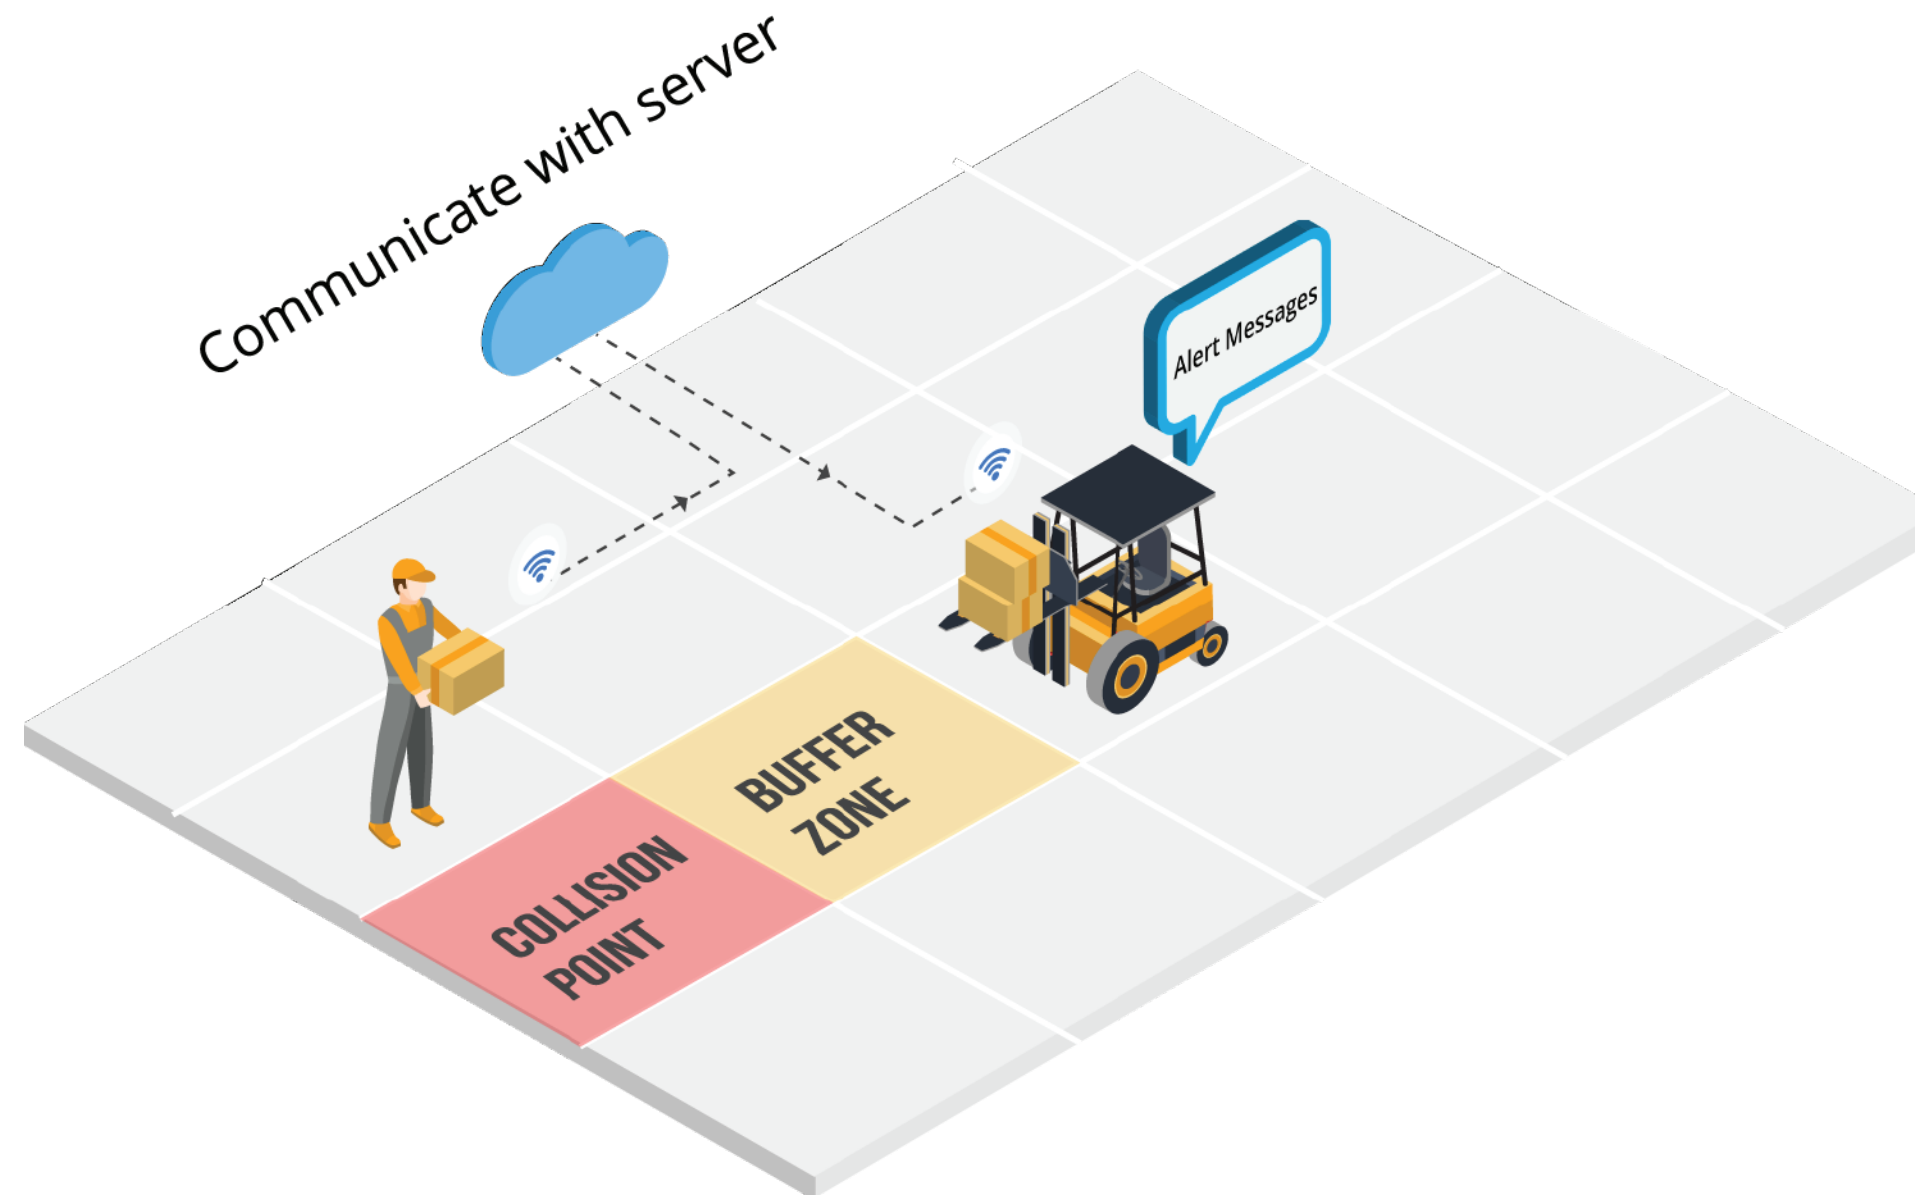 Communicate with server
Alert Messages
BUFFER
ZONE
COLLISION
POINT